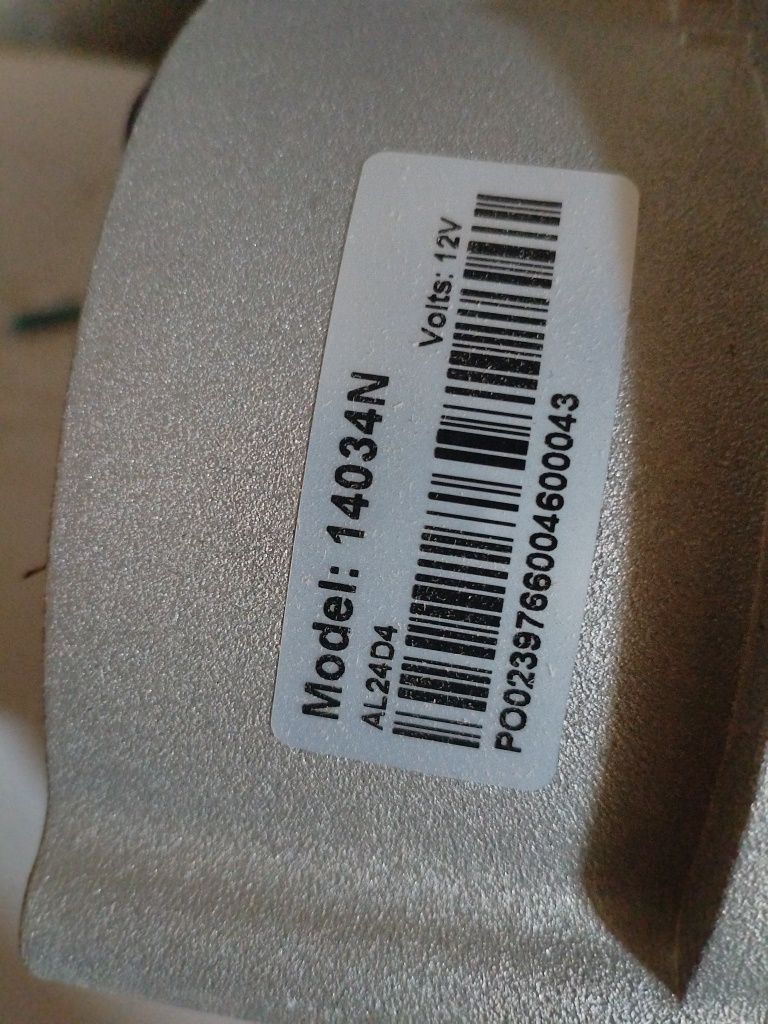 Model: 14034N
AL24D4
Volts: 12V
PO0239766004600043